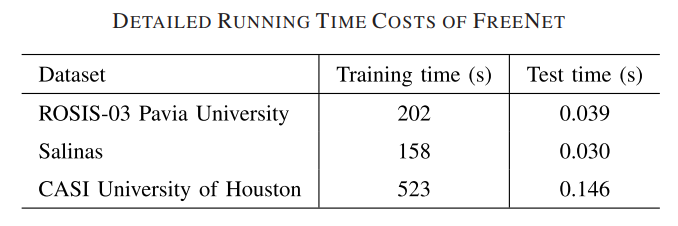 DETAILED RUNNING TIME COSTS OF FREENET
Dataset Training time (s) Test time (s)
ROSIS-03 Pavia University 202 0.039
Salinas 158 0.030
CASI University of Houston 523 0.146